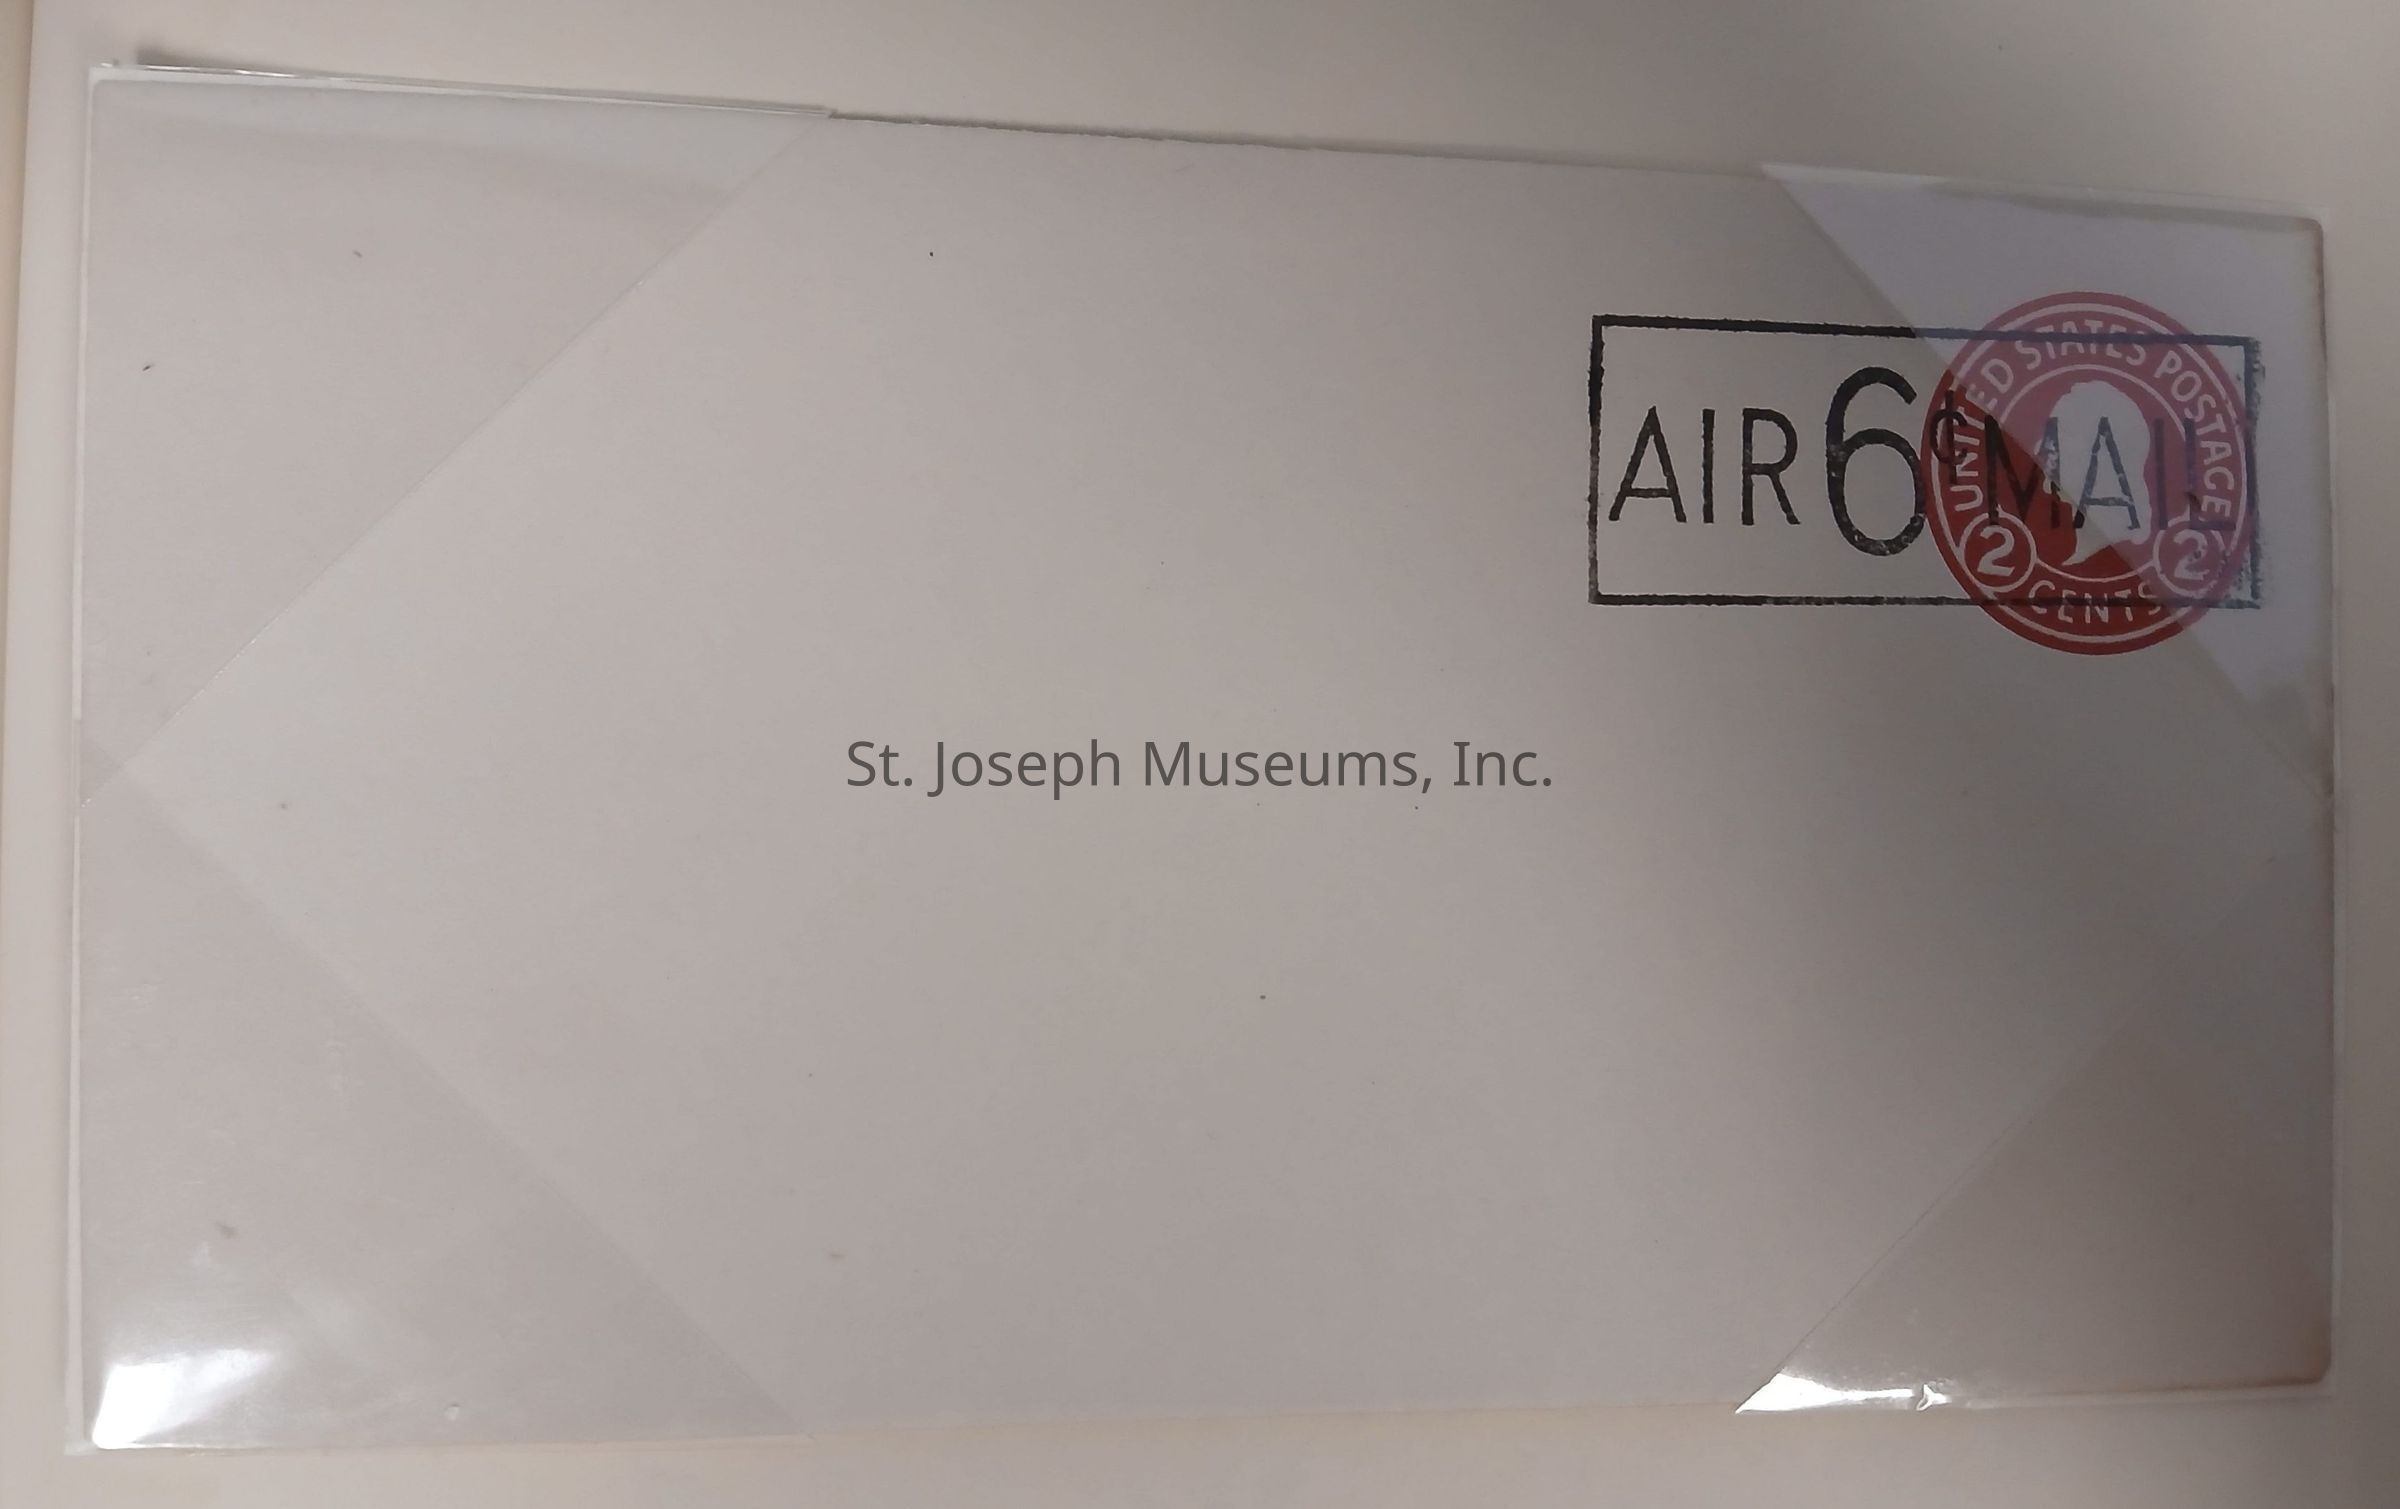 AIR 6¢ MAIL
UNITED STATES POSTAGE
2 CENTS 2
St. Joseph Museums, Inc.